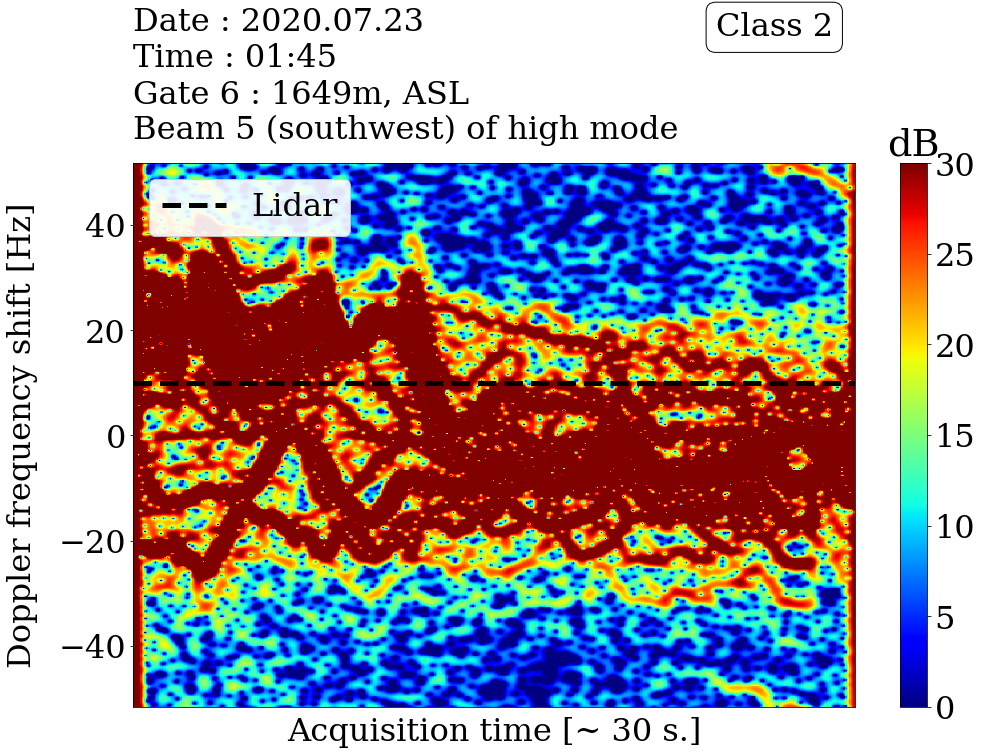 Date : 2020.07.23
Time : 01:45
Gate 6 : 1649m, ASL
Beam 5 (southwest) of high mode
Class 2
dB
Lidar
Doppler frequency shift [Hz]
40
20
0
−20
−40
30
25
20
15
10
5
0
Acquisition time [~ 30 s.]